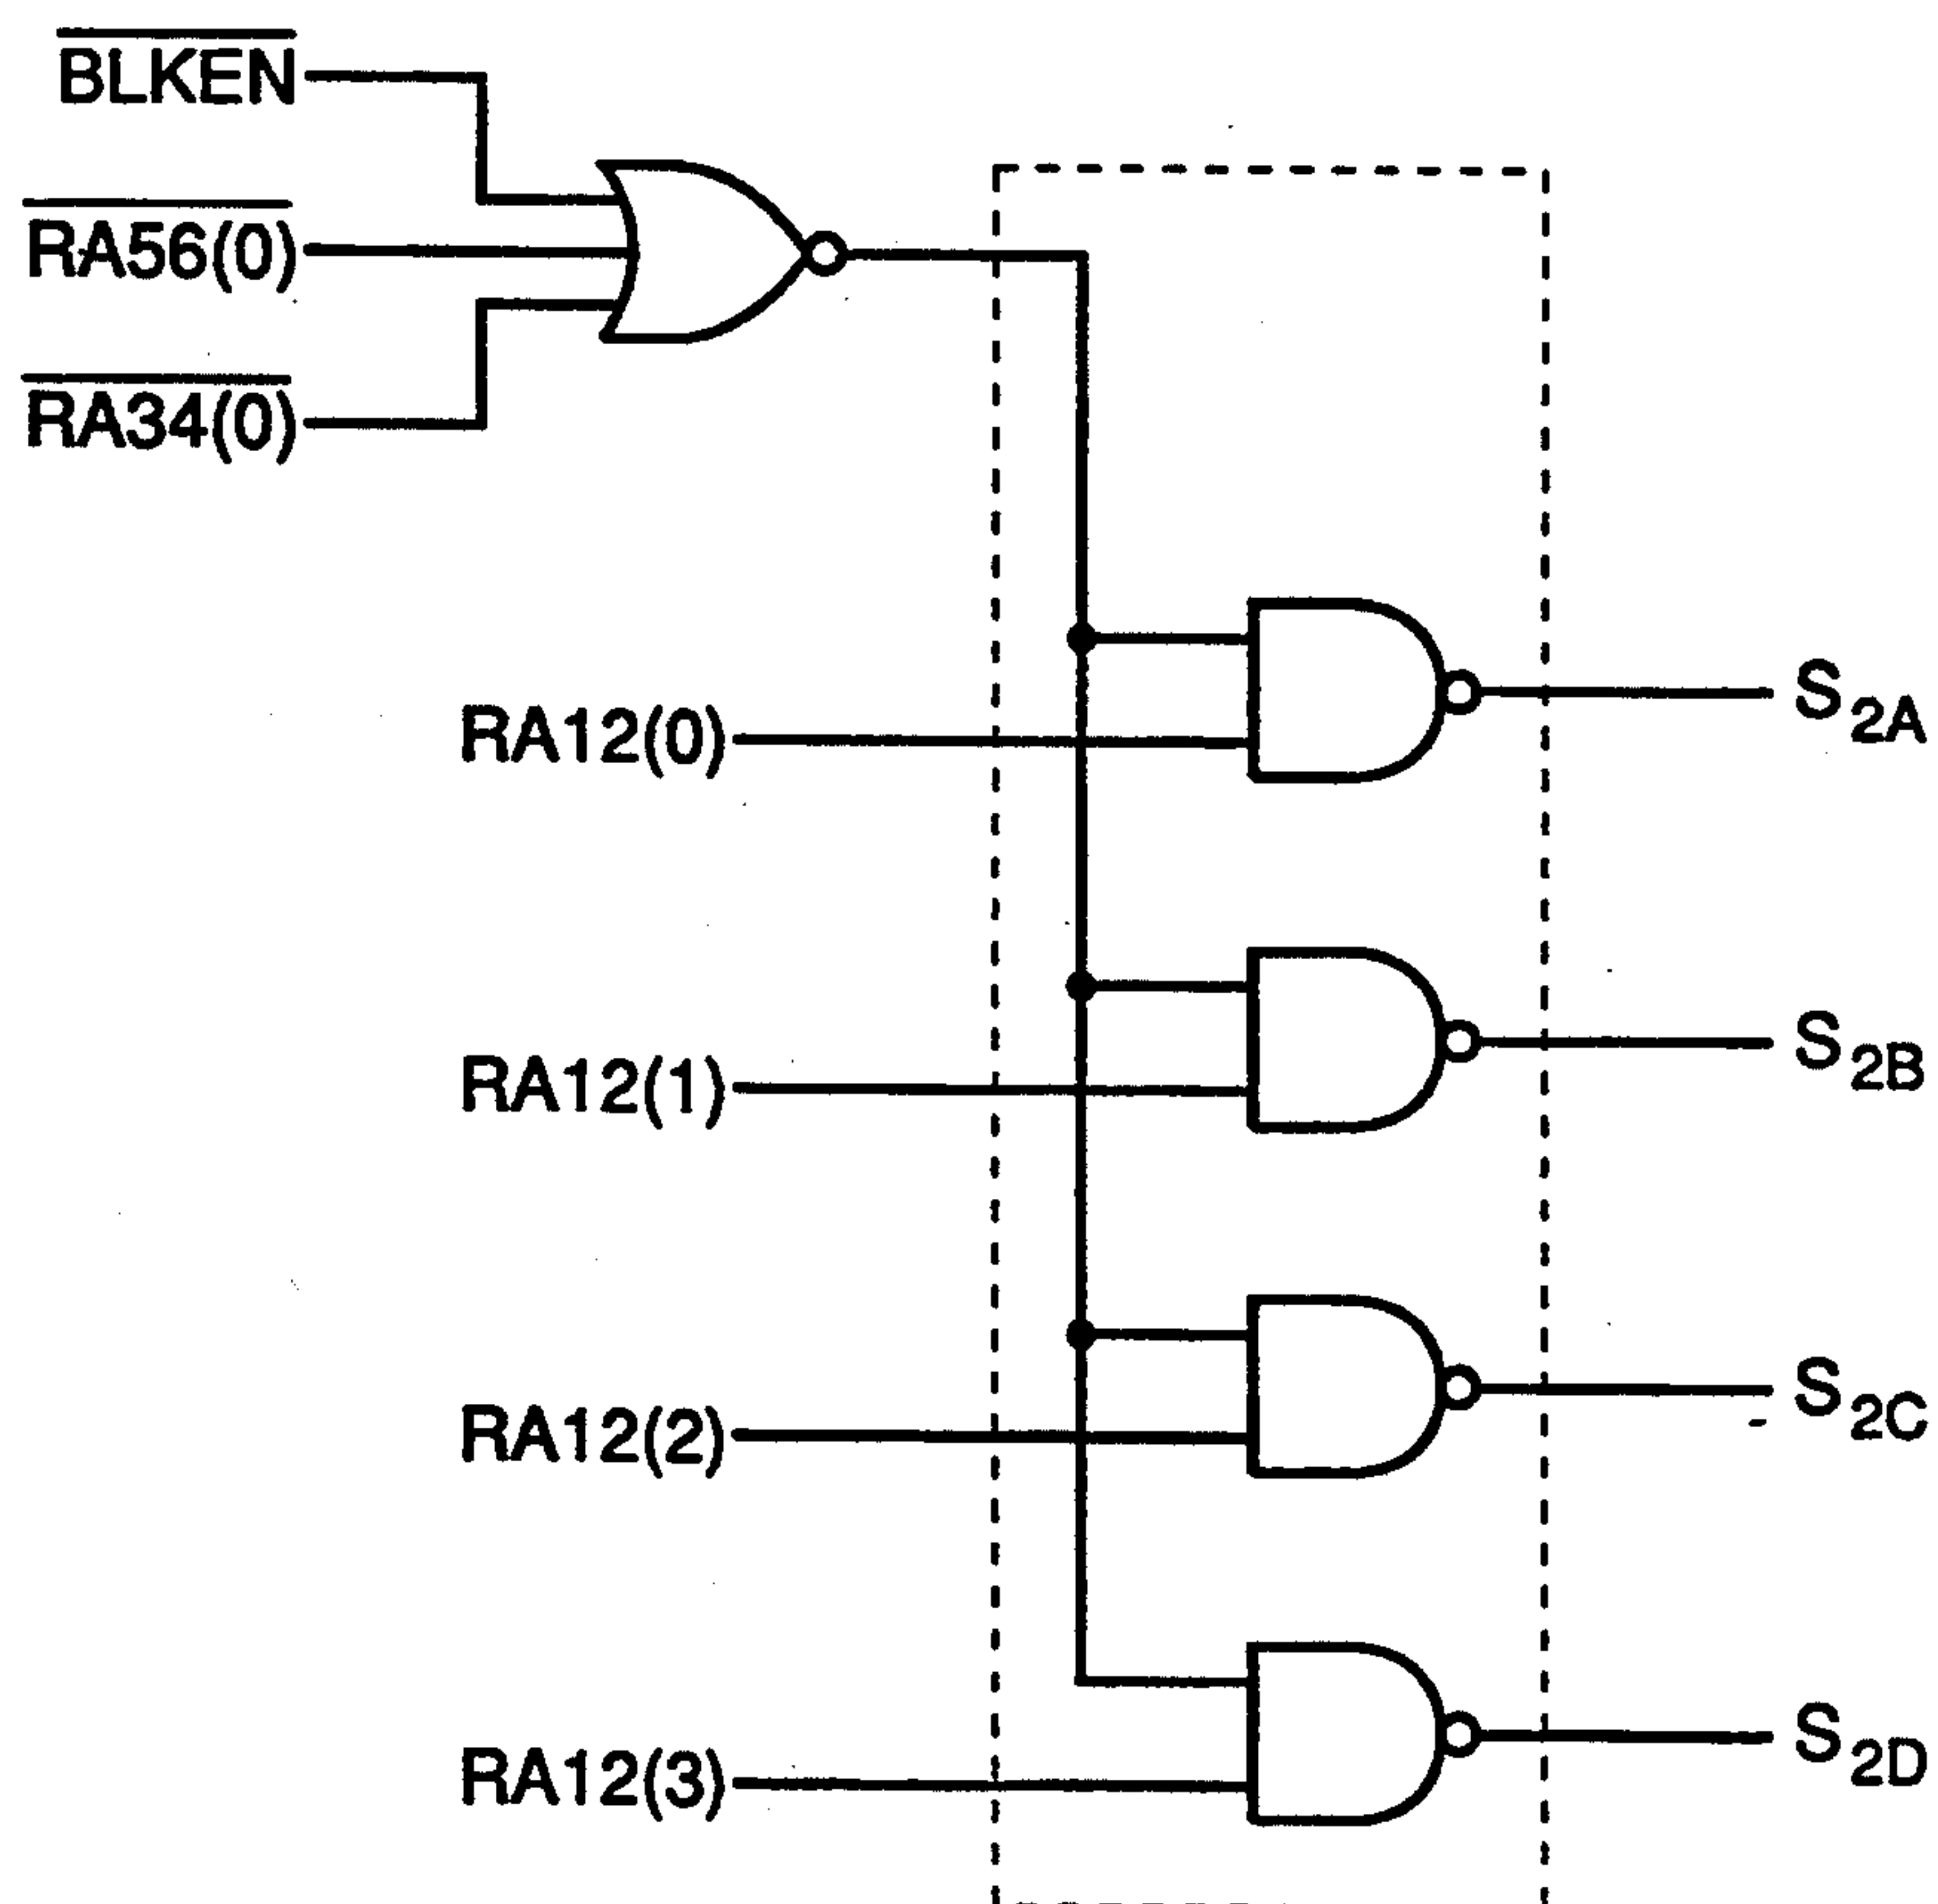 BLKEN
RA56(0)
RA34(0)
RA12(0)
S2A
RA12(1)
S2B
RA12(2)
S2C
RA12(3)
S2D